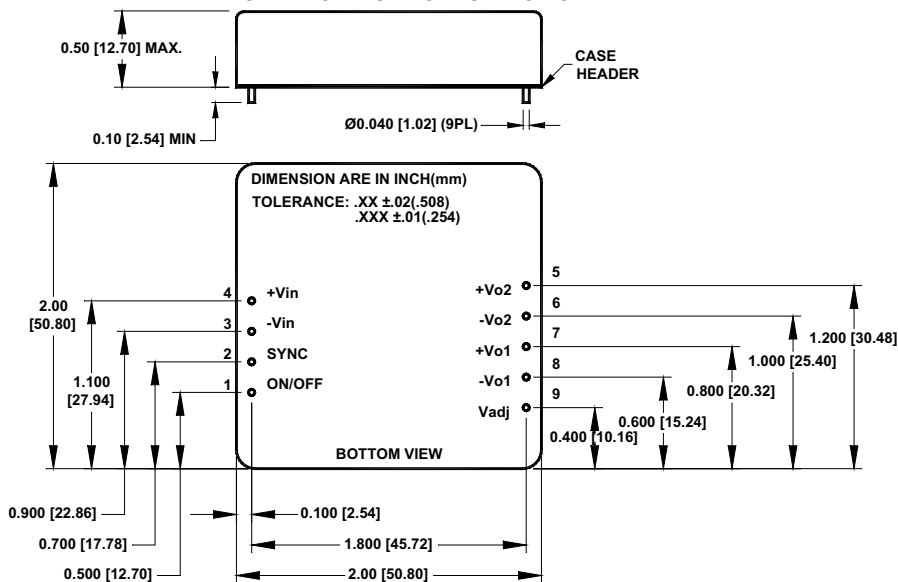 0.50 [12.70] MAX.
CASE
HEADER
0.10 [2.54] MIN
Ø0.040 [1.02] (9PL)
DIMENSION ARE IN INCH(mm)
TOLERANCE: .XX ±.02(.508)
.XXX ±.01(.254)
2.00
[50.80]
1.100
[27.94]
4 +Vin
3 -Vin
2 SYNC
1 ON/OFF
+Vo2 5
-Vo2 6
+Vo1 7
-Vo1 8
Vadj 9
1.200 [30.48]
1.000 [25.40]
0.800 [20.32]
0.600 [15.24]
0.400 [10.16]
BOTTOM VIEW
0.900 [22.86]
0.700 [17.78]
0.500 [12.70]
0.100 [2.54]
1.800 [45.72]
2.00 [50.80]